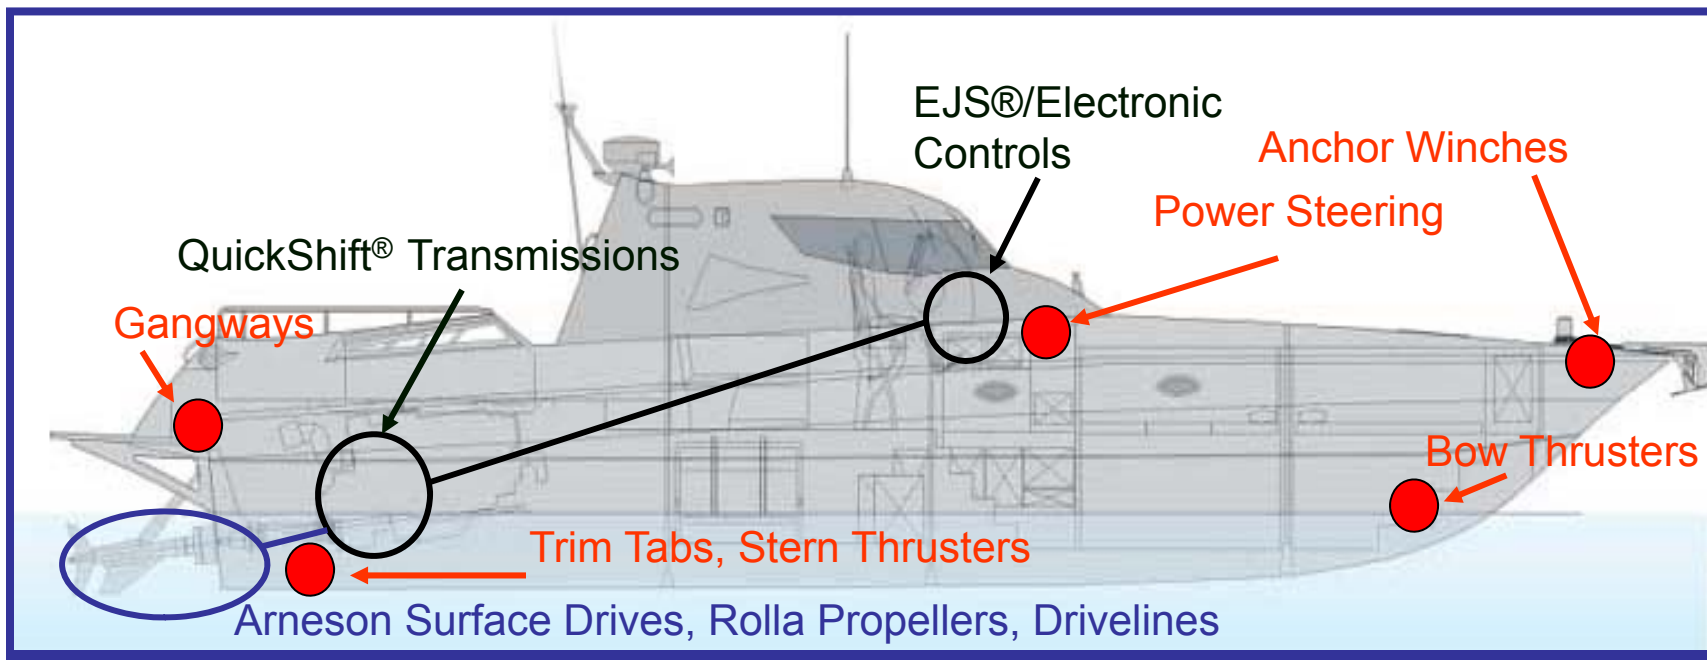 EJS®/Electronic
Controls
Anchor Winches
Power Steering
QuickShift® Transmissions
Gangways
Bow Thrusters
Trim Tabs, Stern Thrusters
Arneson Surface Drives, Rolla Propellers, Drivelines